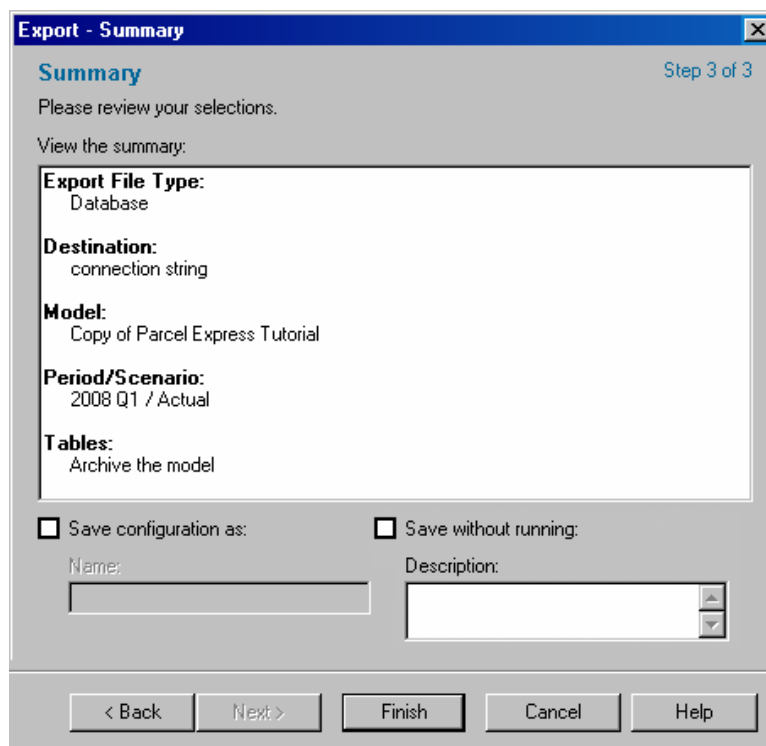 Export - Summary
Summary
Step 3 of 3
Please review your selections.
View the summary:
Export File Type:
Database
Destination:
connection string
Model:
Copy of Parcel Express Tutorial
Period/Scenario:
2008 Q1 / Actual
Tables:
Archive the model
Save configuration as:
Save without running:
Name:
Description:
< Back
Next >
Finish
Cancel
Help